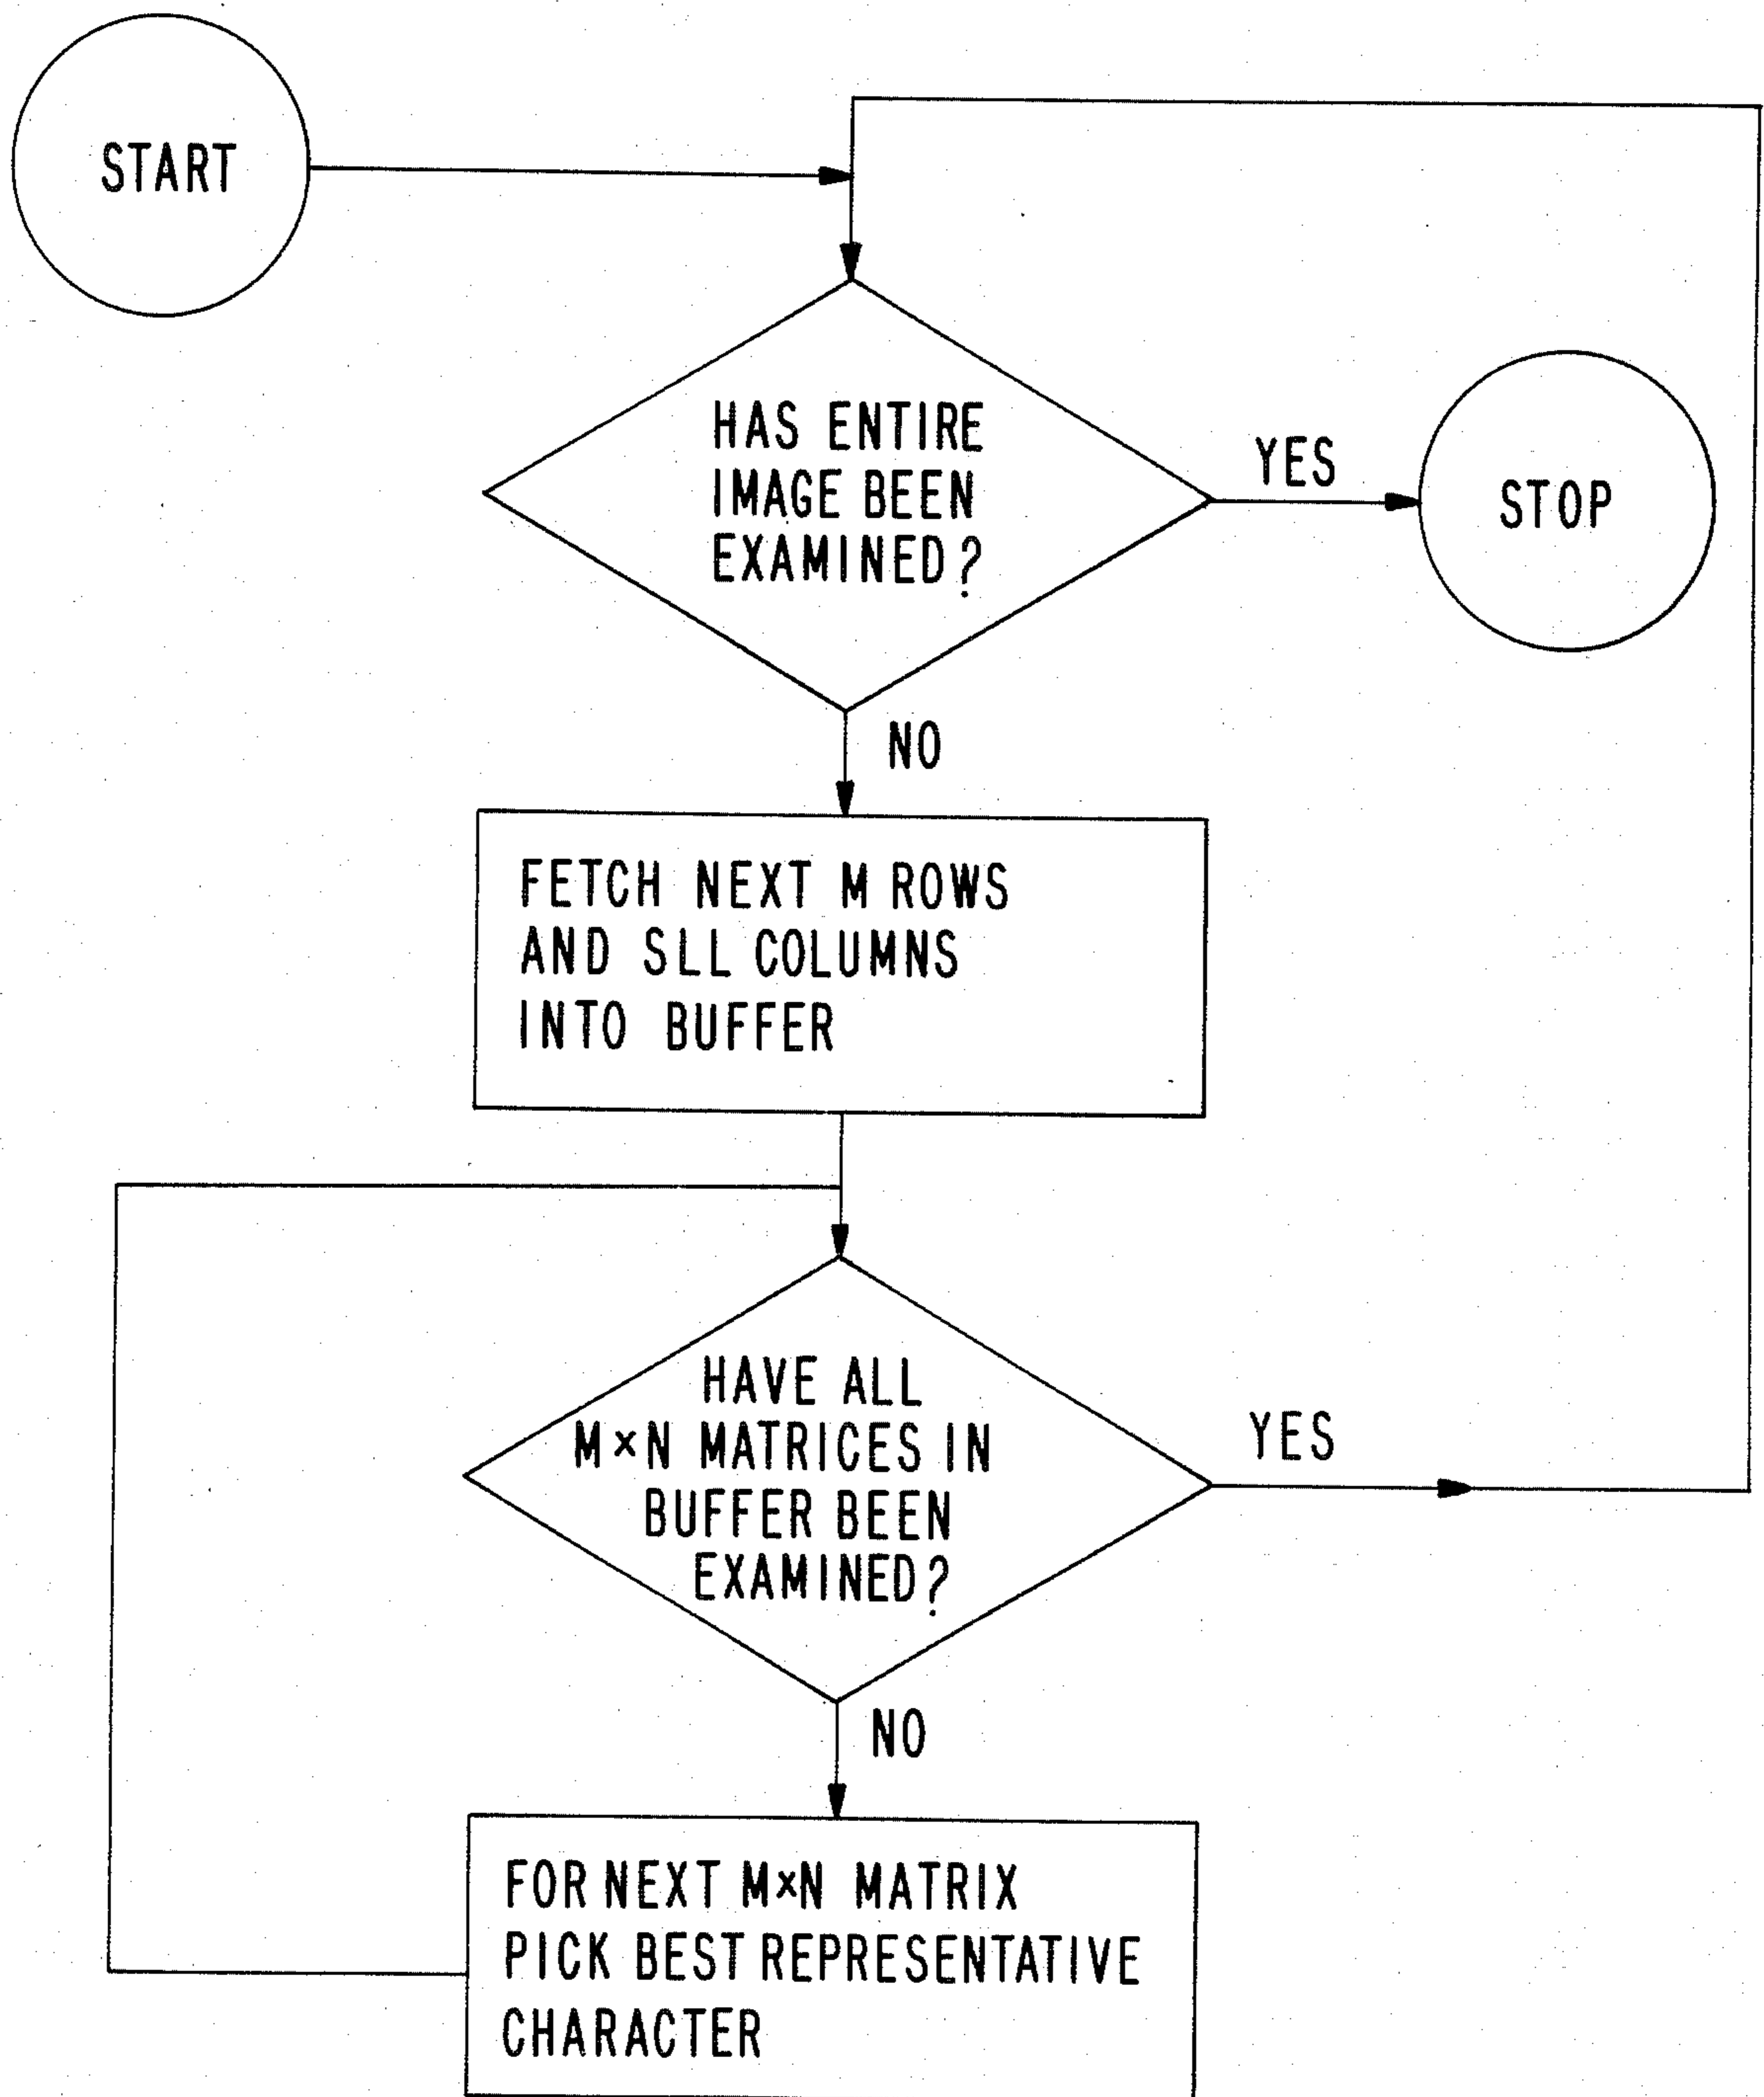 START
HAS ENTIRE
IMAGE BEEN
EXAMINED?
YES
STOP
NO
FETCH NEXT M ROWS
AND SLL COLUMNS
INTO BUFFER
HAVE ALL
M×N MATRICES IN
BUFFER BEEN
EXAMINED?
YES
NO
FOR NEXT M×N MATRIX
PICK BEST REPRESENTATIVE
CHARACTER